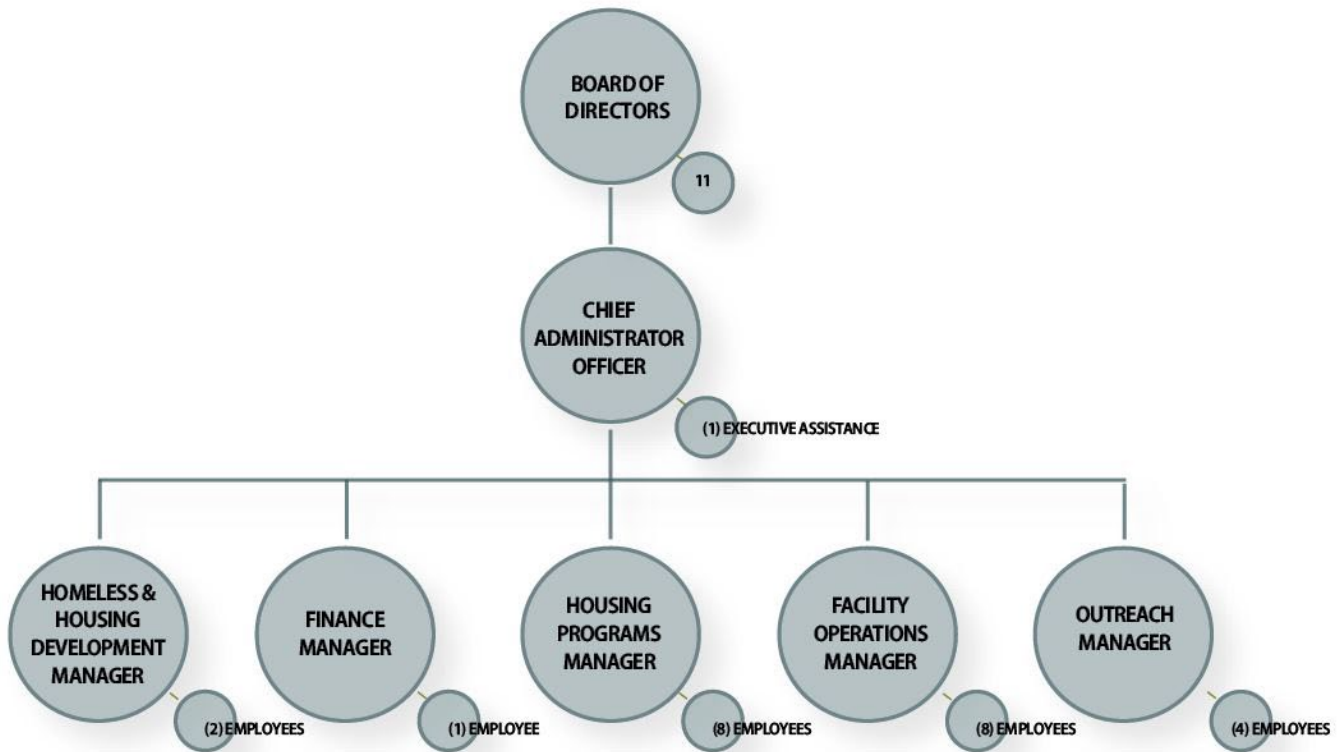 BOARD OF
DIRECTORS
11
CHIEF
ADMINISTRATOR
OFFICER
(1) EXECUTIVE ASSISTANCE
HOMELESS &
HOUSING
DEVELOPMENT
MANAGER
(2) EMPLOYEES
FINANCE
MANAGER
(1) EMPLOYEE
HOUSING
PROGRAMS
MANAGER
(8) EMPLOYEES
FACILITY
OPERATIONS
MANAGER
(8) EMPLOYEES
OUTREACH
MANAGER
(4) EMPLOYEES